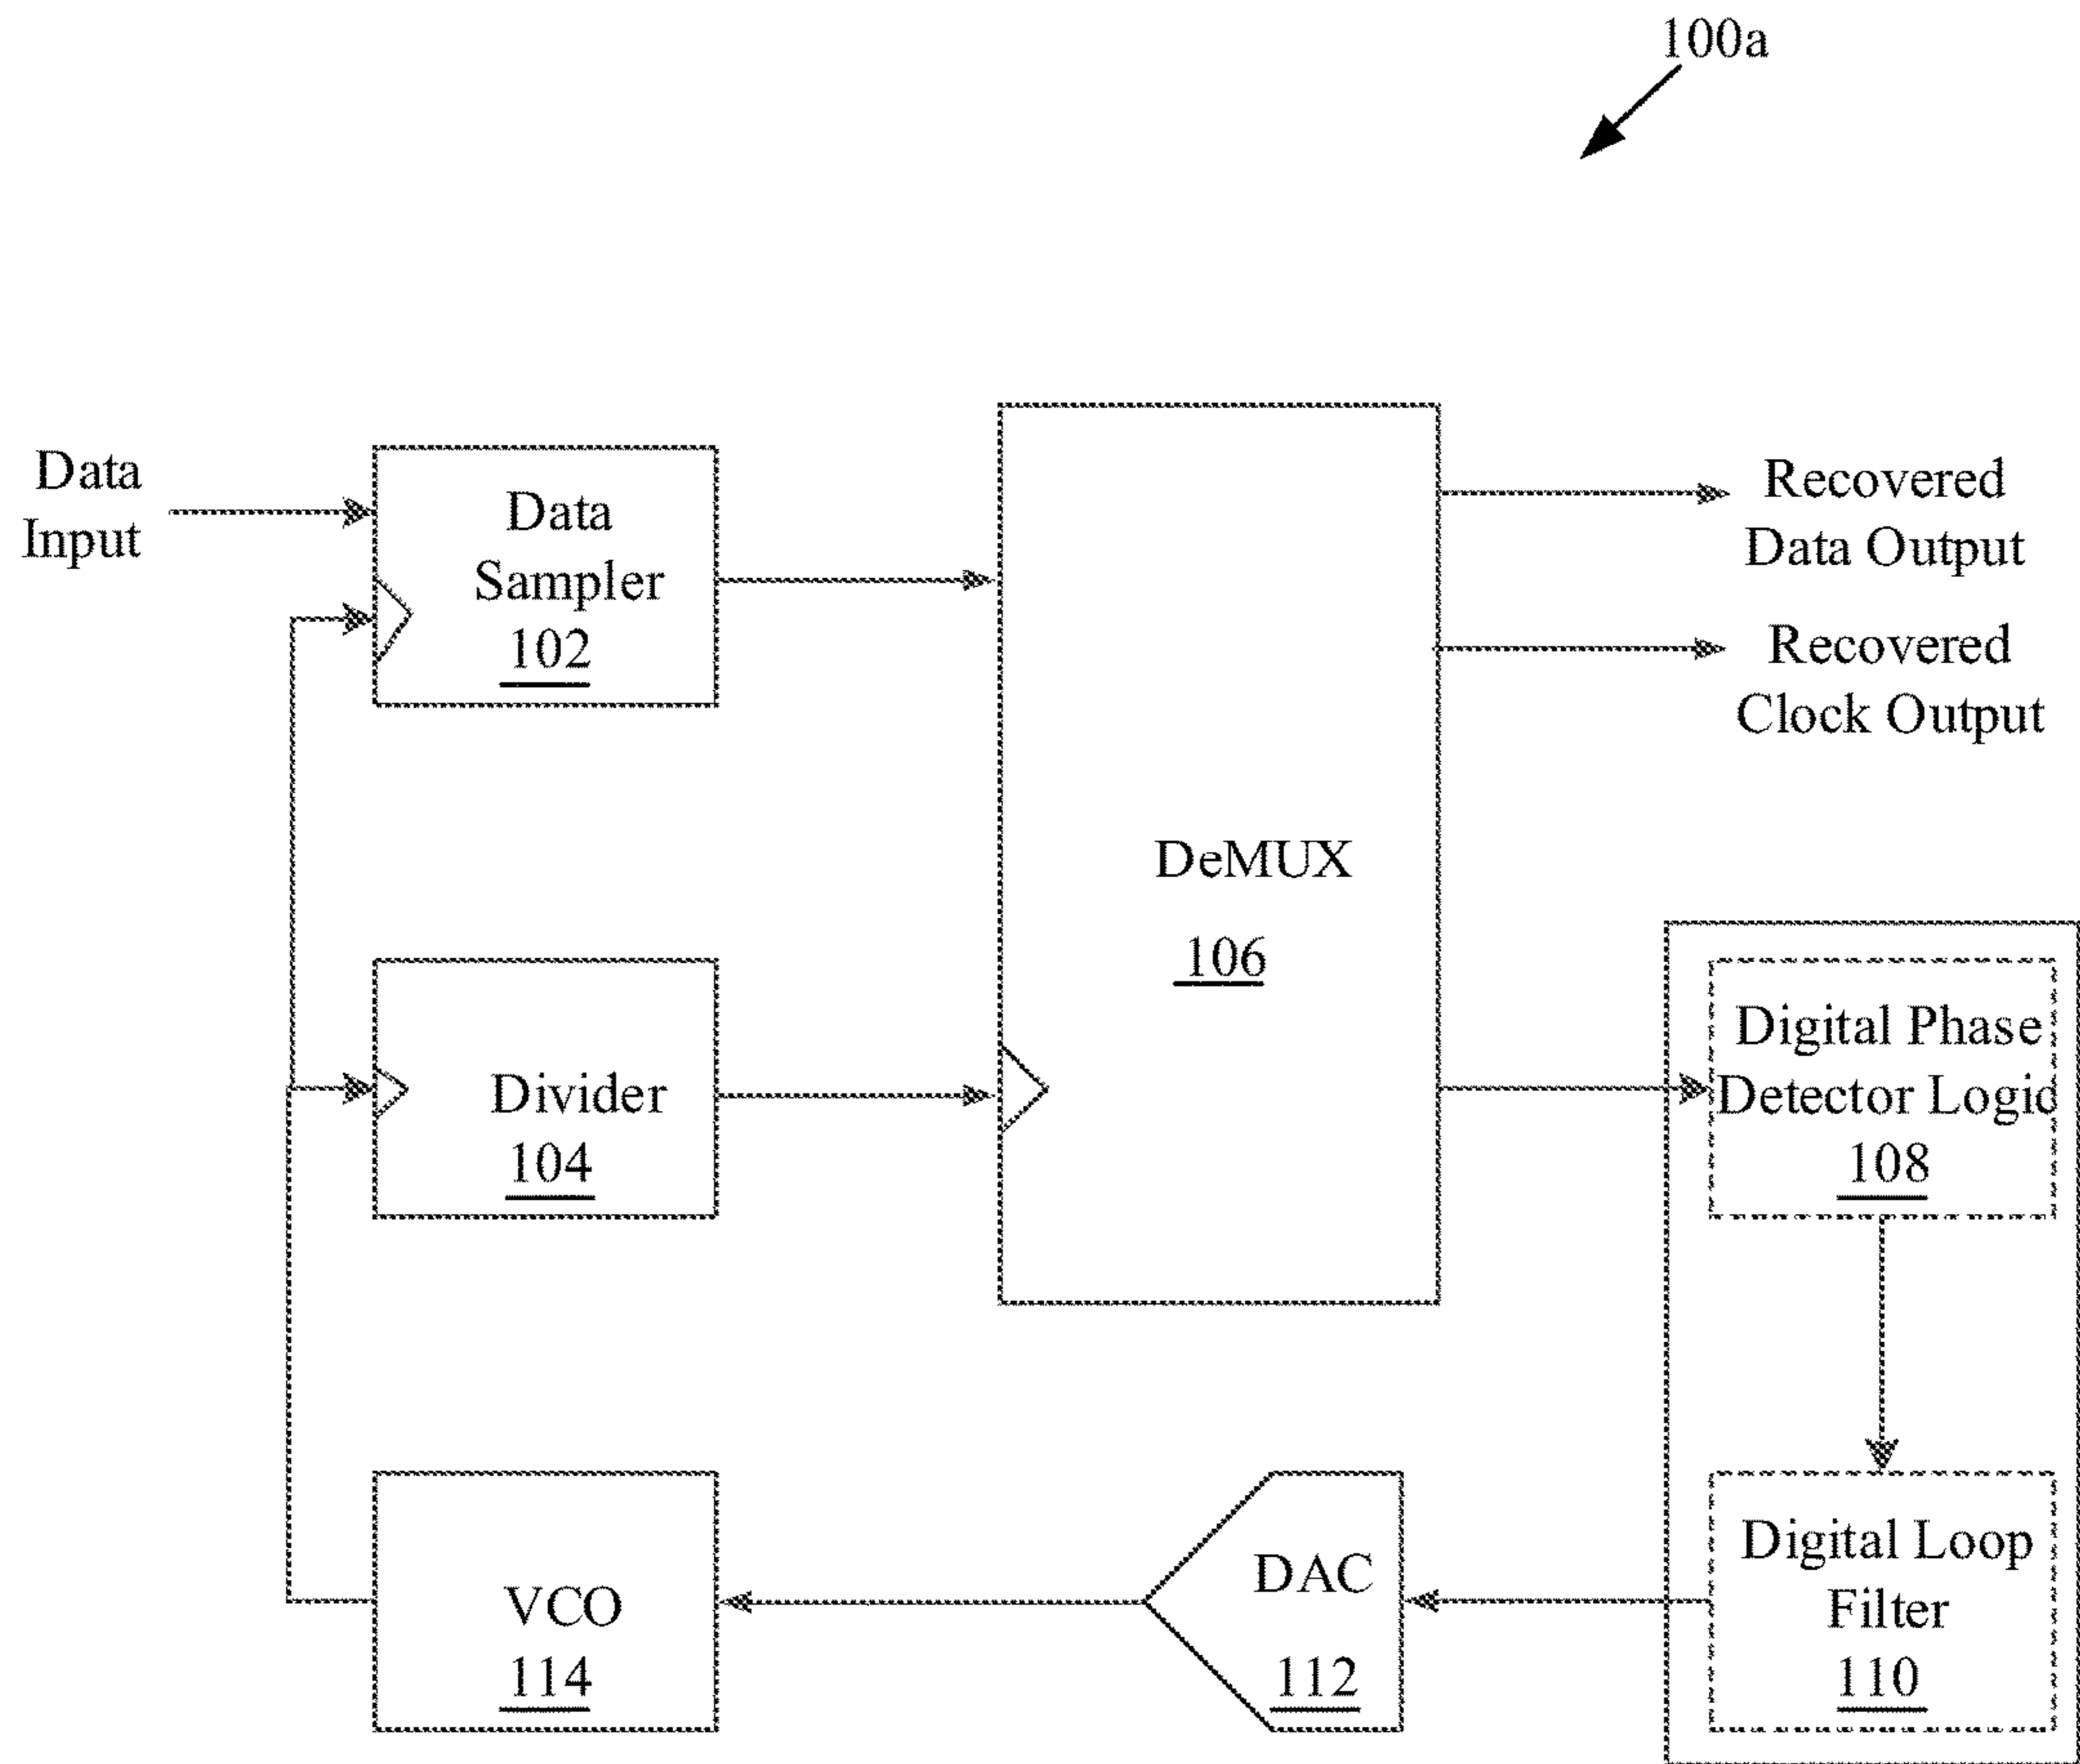 100a
Data
Input
Data
Sampler
102
Recovered
Data Output
Recovered
Clock Output
DeMUX
106
Divider
104
Digital Phase
Detector Logic
108
VCO
114
DAC
112
Digital Loop
Filter
110